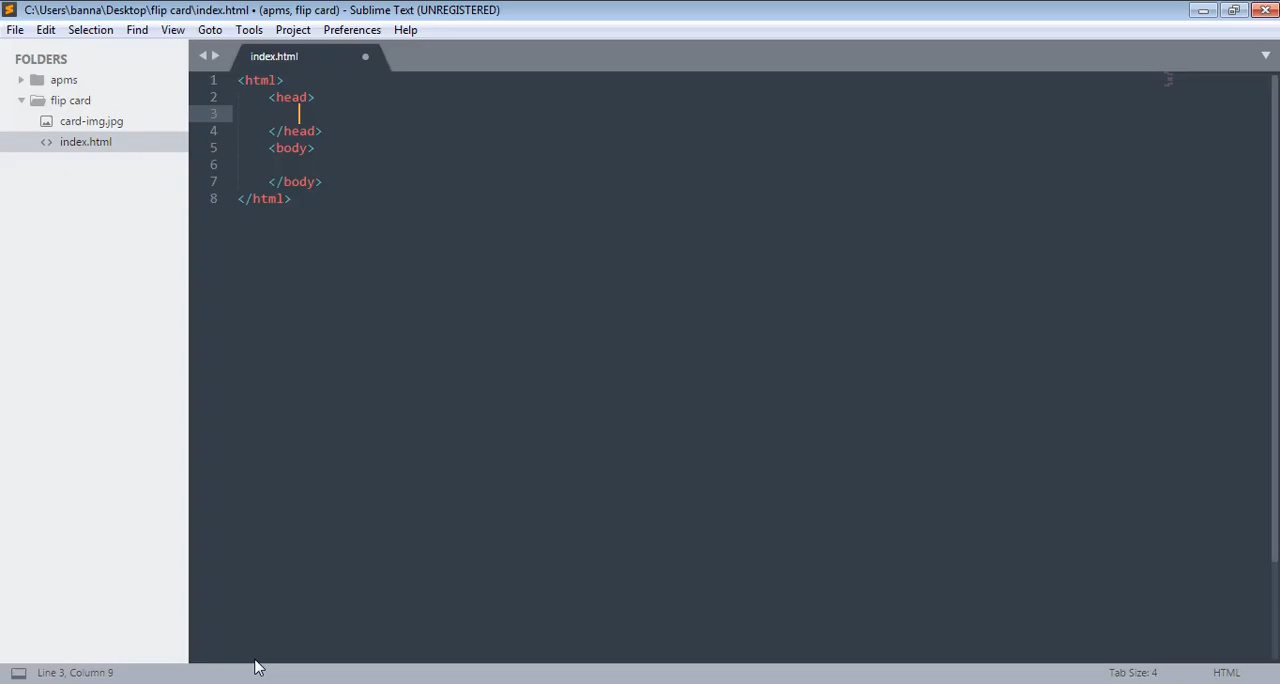 C:\Users\banna\Desktop\flip card\index.html • (apms, flip card) - Sublime Text (UNREGISTERED)
File Edit Selection Find View Goto Tools Project Preferences Help
FOLDERS
apms
flip card
card-img.jpg
index.html
index.html
1 <html>
2 <head>
3
4 </head>
5 <body>
6
7 </body>
8 </html>
Line 3, Column 9
Tab Size: 4
HTML